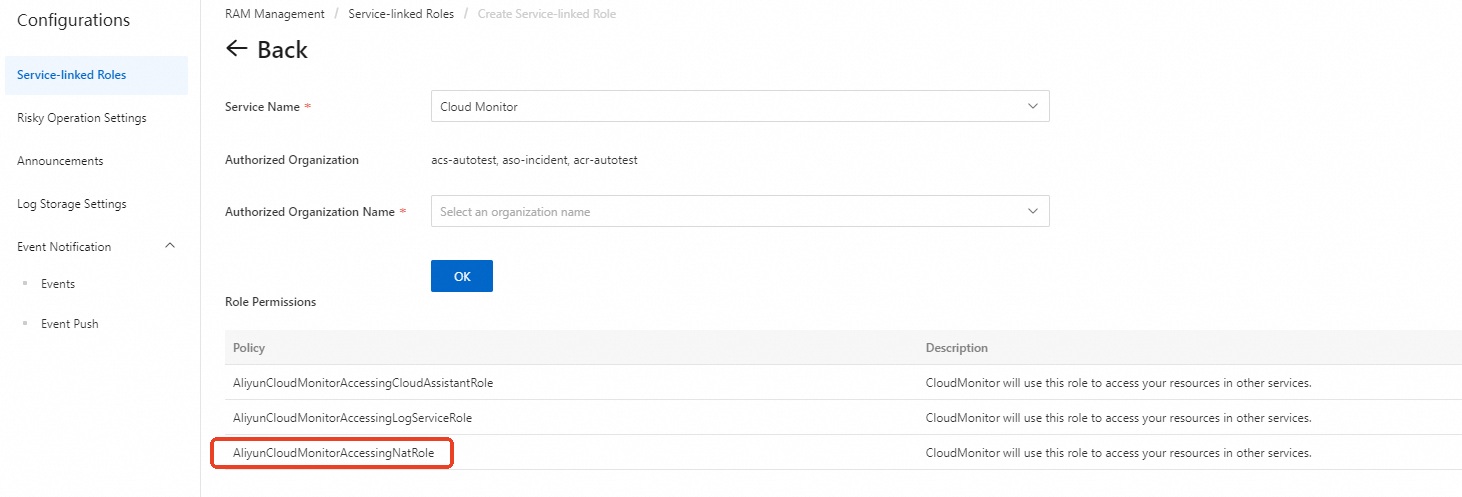 Configurations
Service-linked Roles
Risky Operation Settings
Announcements
Log Storage Settings
Event Notification
Events
Event Push
RAM Management / Service-linked Roles / Create Service-linked Role
← Back
Service Name * Cloud Monitor
Authorized Organization acs-autotest, aso-incident, acr-autotest
Authorized Organization Name * Select an organization name
OK
Role Permissions
Policy Description
AliyunCloudMonitorAccessingCloudAssistantRole CloudMonitor will use this role to access your resources in other services.
AliyunCloudMonitorAccessingLogServiceRole CloudMonitor will use this role to access your resources in other services.
AliyunCloudMonitorAccessingNatRole CloudMonitor will use this role to access your resources in other services.